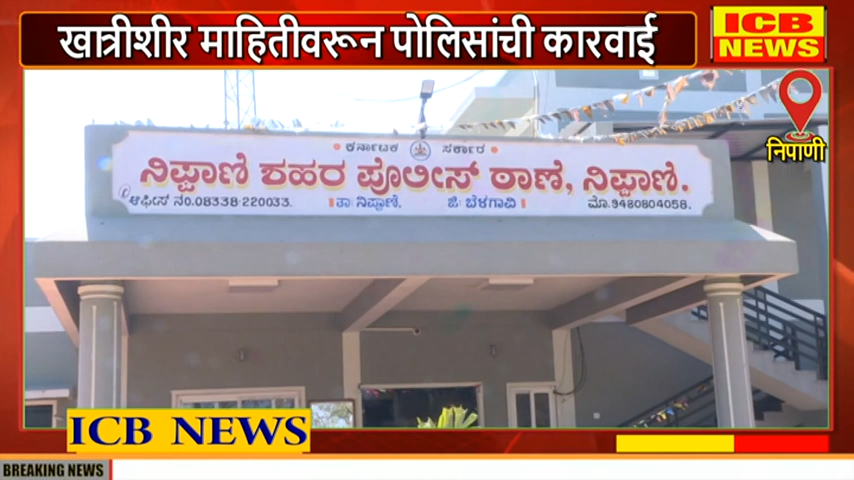 खात्रीशीर माहितीवरून पोलिसांची कारवाई
ICB
NEWS
निपाणी
ಕರ್ನಾಟಕ ಸರ್ಕಾರ
ನಿಪ್ಪಾಣಿ ಶಹರ ಪೊಲೀಸ್ ಠಾಣೆ, ನಿಪ್ಪಾಣಿ.
ಆಫೀಸ ನಂ.08338-220033. ತಾ: ನಿಪ್ಪಾಣಿ. ಜಿ: ಬೆಳಗಾವಿ ಮೊ.9480804058.
ICB NEWS
BREAKING NEWS